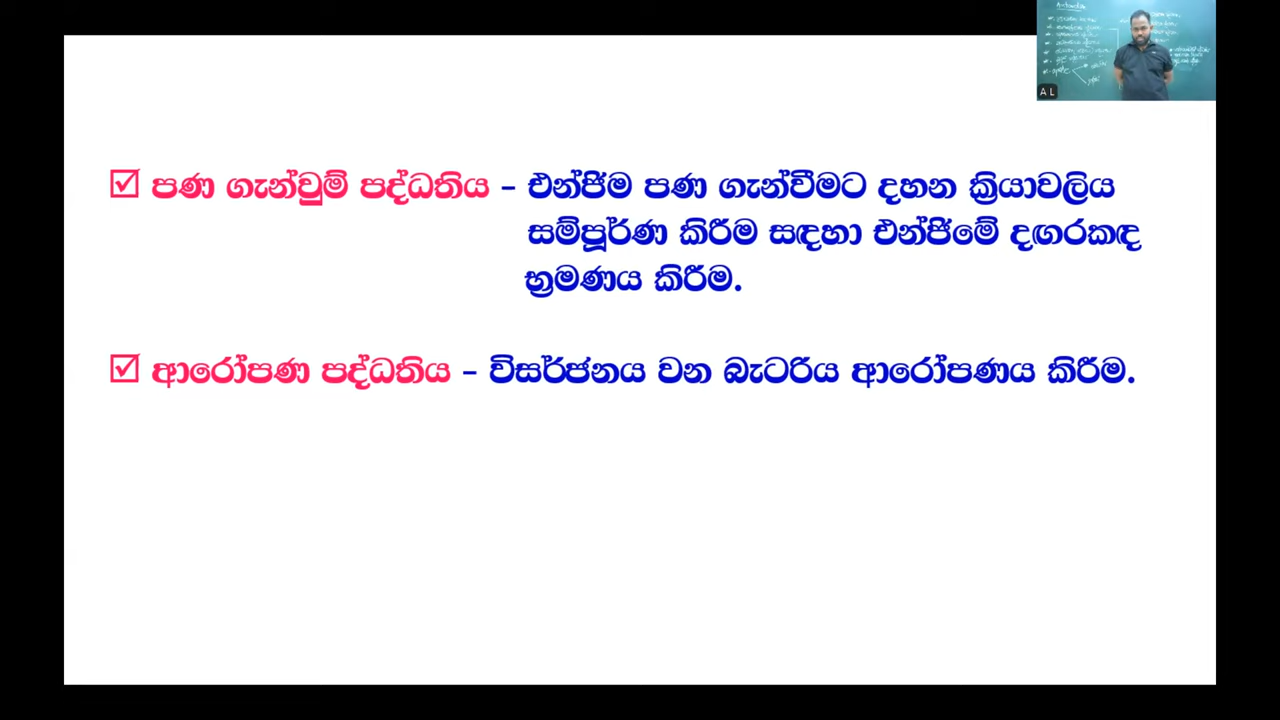 A L
පණ ගැන්වුම් පද්ධතිය - එන්ජිම පණ ගැන්වීමට දහන ක්‍රියාවලිය
සම්පූර්ණ කිරීම සඳහා එන්ජිමේ දඟරකඳ
භ්‍රමණය කිරීම.
ආරෝපණ පද්ධතිය - විසර්ජනය වන බැටරිය ආරෝපණය කිරීම.